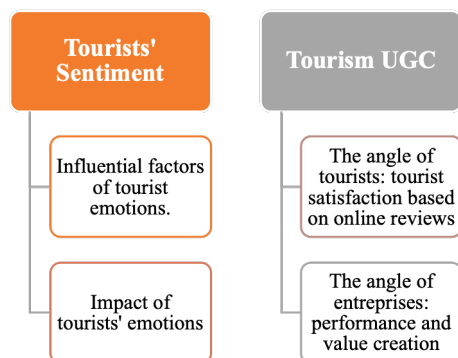 Tourists'
Sentiment
Influential factors
of tourist
emotions.
Impact of
tourists' emotions
Tourism UGC
The angle of
tourists: tourist
satisfaction based
on online reviews
The angle of
entreprises:
performance and
value creation